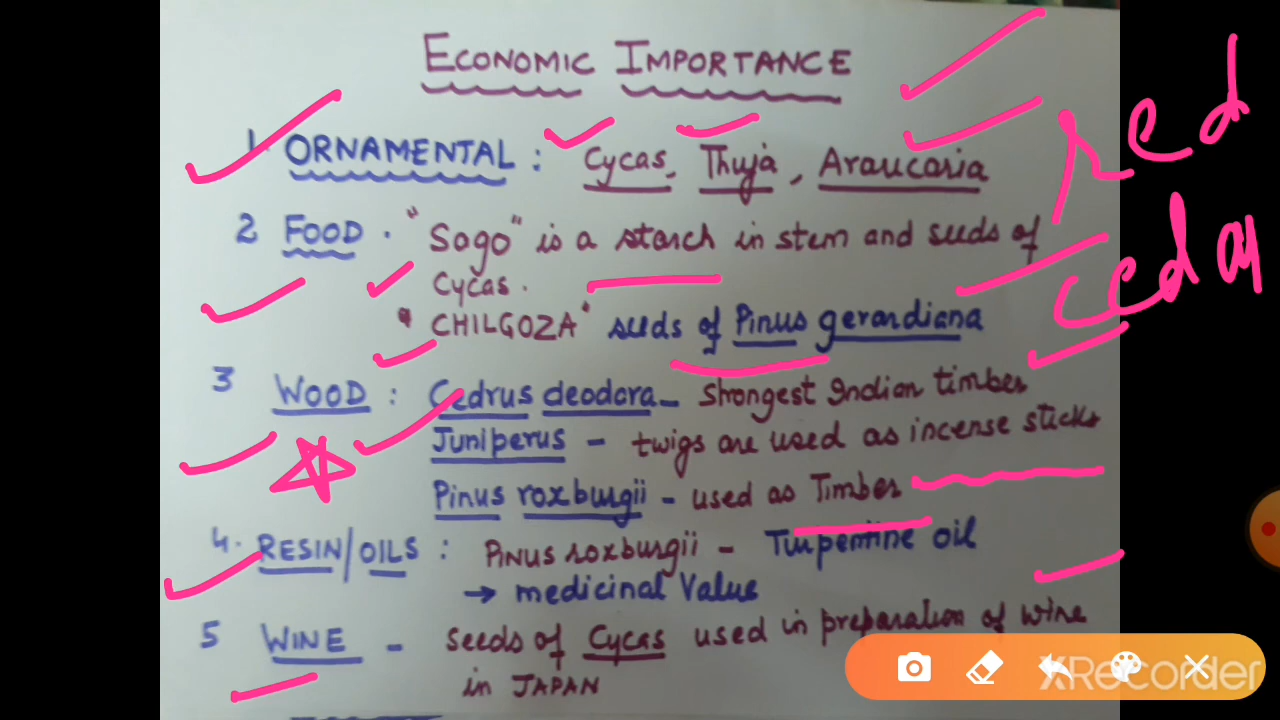 ECONOMIC IMPORTANCE
1. ORNAMENTAL : Cycas, Thuja, Araucaria
2 FOOD . "Sago" is a starch in stem and seeds of
Cycas.
"CHILGOZA" seeds of Pinus gerardiana
3 WOOD : Cedrus deodora - Strongest Indian timber
Juniperus - twigs are used as incense sticks
Pinus roxburgii - used as Timber
4. RESIN/OILS : Pinus roxburgii - Turpentine oil
→ medicinal Value
5 WINE - seeds of Cycas used in preparation of wine
in JAPAN
red
cedar
XRecorder